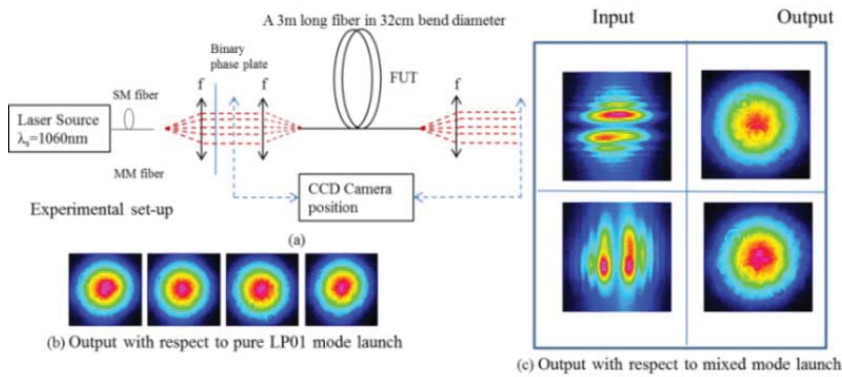 A 3m long fiber in 32cm bend diameter
Input
Output
Binary
phase plate
f
f
FUT
f
SM fiber
Laser Source
λs=1060nm
MM fiber
CCD Camera
position
Experimental set-up
(a)
(b) Output with respect to pure LP01 mode launch
(c) Output with respect to mixed mode launch